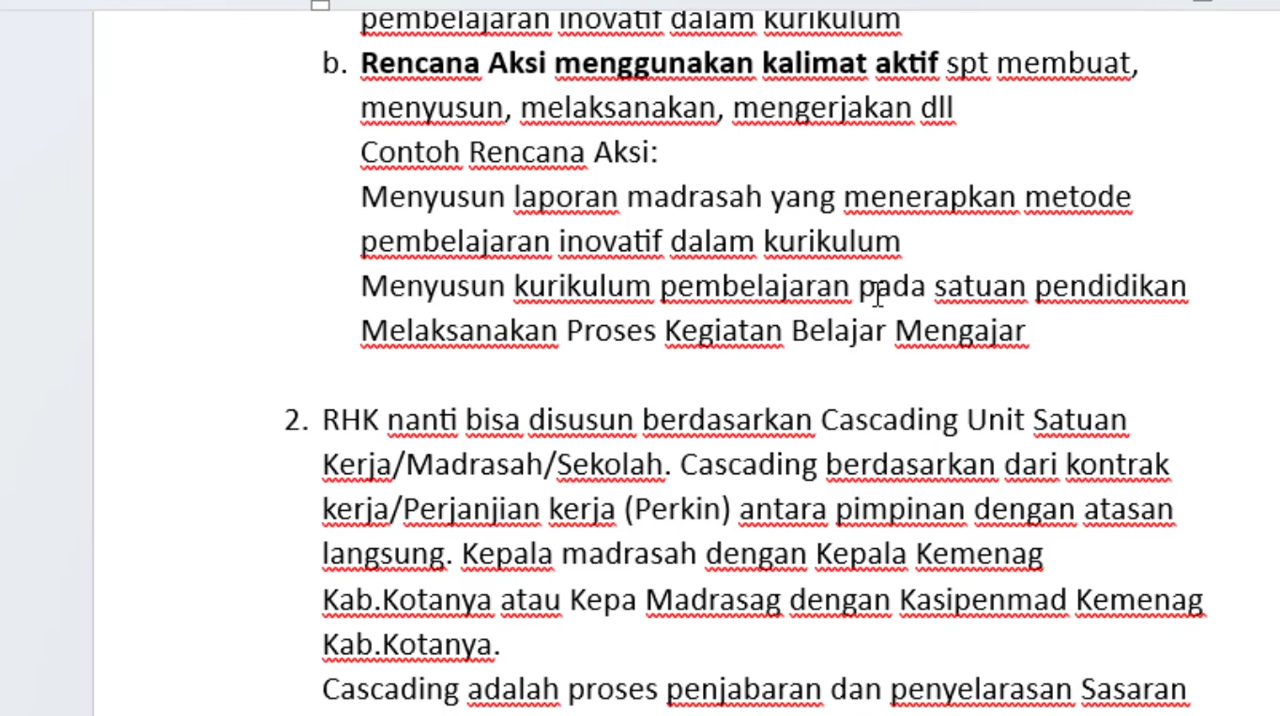 pembelajaran inovatif dalam kurikulum
b. Rencana Aksi menggunakan kalimat aktif spt membuat,
menyusun, melaksanakan, mengerjakan dll
Contoh Rencana Aksi:
Menyusun laporan madrasah yang menerapkan metode
pembelajaran inovatif dalam kurikulum
Menyusun kurikulum pembelajaran pada satuan pendidikan
Melaksanakan Proses Kegiatan Belajar Mengajar
2. RHK nanti bisa disusun berdasarkan Cascading Unit Satuan
Kerja/Madrasah/Sekolah. Cascading berdasarkan dari kontrak
kerja/Perjanjian kerja (Perkin) antara pimpinan dengan atasan
langsung. Kepala madrasah dengan Kepala Kemenag
Kab.Kotanya atau Kepa Madrasag dengan Kasipenmad Kemenag
Kab.Kotanya.
Cascading adalah proses penjabaran dan penyelarasan Sasaran